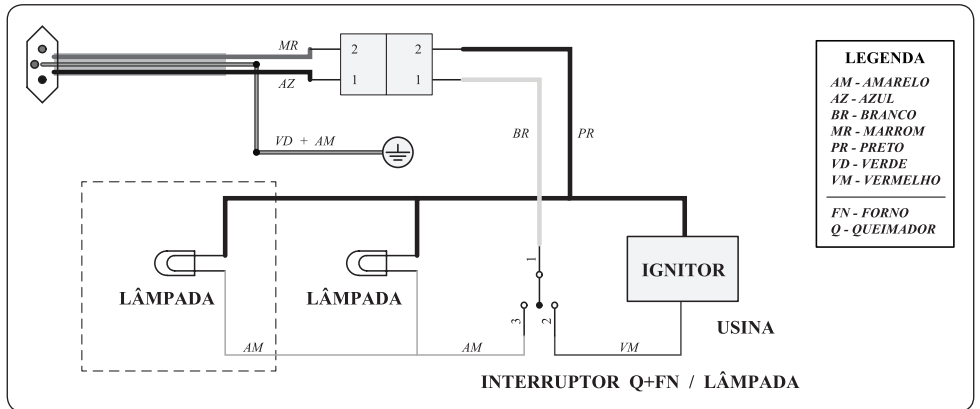 MR
2
2
1
1
AZ
VD + AM
BR
PR
LEGENDA
AM - AMARELO
AZ - AZUL
BR - BRANCO
MR - MARROM
PR - PRETO
VD - VERDE
VM - VERMELHO
FN - FORNO
Q - QUEIMADOR
LÂMPADA
LÂMPADA
1
IGNITOR
USINA
3
2
AM
AM
VM
INTERRUPTOR Q+FN / LÂMPADA